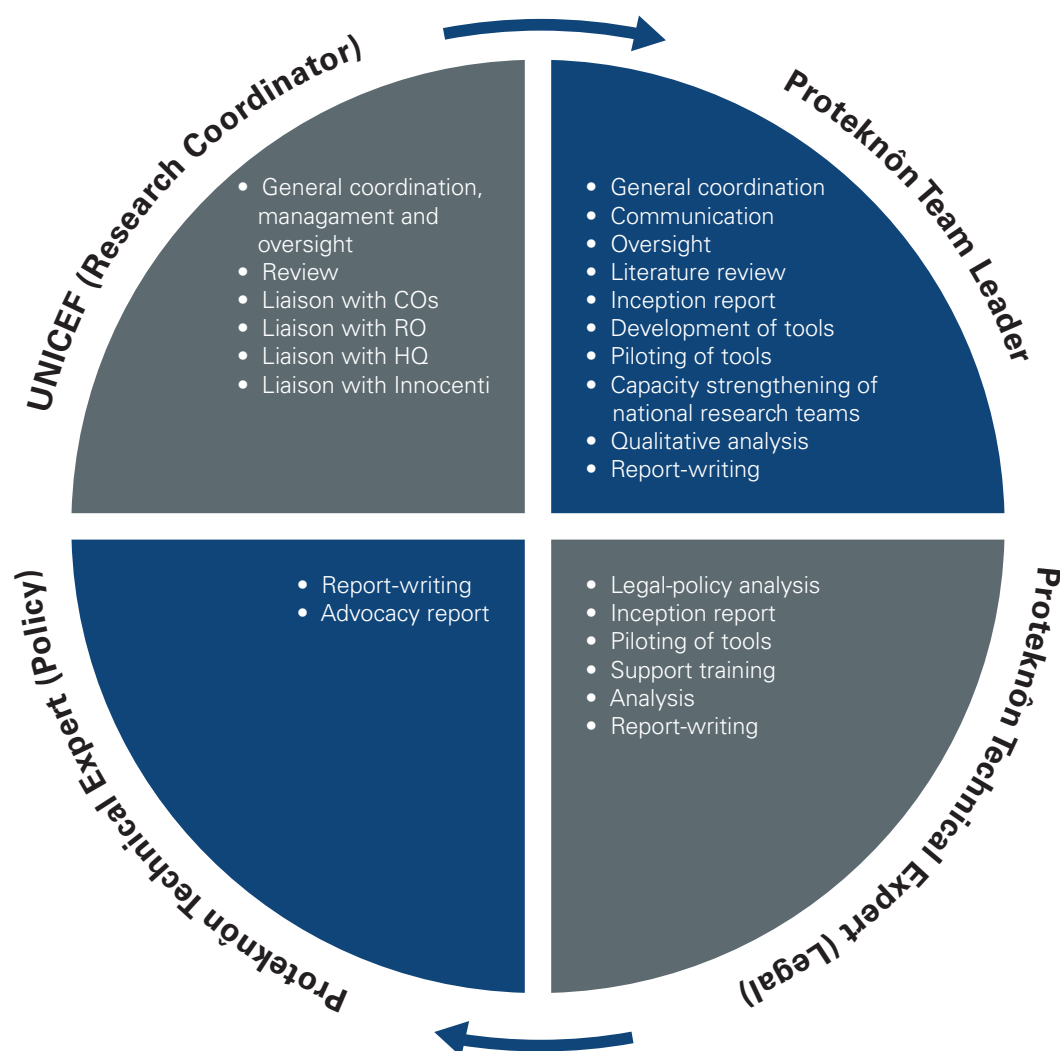 UNICEF (Research Coordinator)
• General coordination,
managament and
oversight
• Review
• Liaison with COs
• Liaison with RO
• Liaison with HQ
• Liaison with Innocenti
Proteknôn Team Leader
• General coordination
• Communication
• Oversight
• Literature review
• Inception report
• Development of tools
• Piloting of tools
• Capacity strengthening of
national research teams
• Qualitative analysis
• Report-writing
Proteknôn Technical Expert (Policy)
• Report-writing
• Advocacy report
Proteknôn Technical Expert (Legal)
• Legal-policy analysis
• Inception report
• Piloting of tools
• Support training
• Analysis
• Report-writing